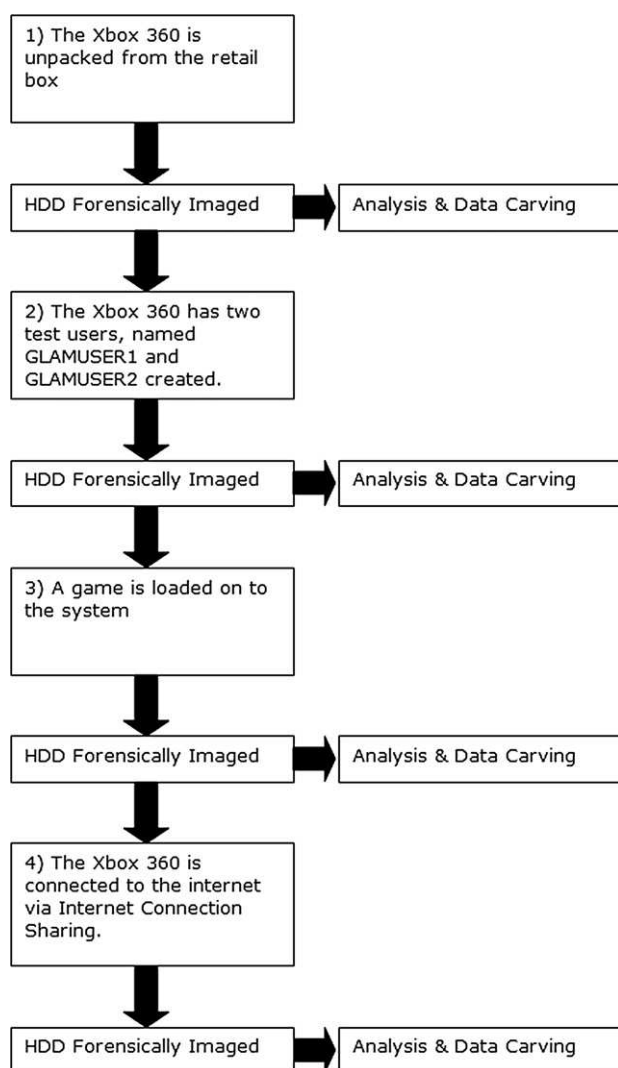 1) The Xbox 360 is
unpacked from the retail
box
HDD Forensically Imaged
Analysis & Data Carving
2) The Xbox 360 has two
test users, named
GLAMUSER1 and
GLAMUSER2 created.
HDD Forensically Imaged
Analysis & Data Carving
3) A game is loaded on to
the system
HDD Forensically Imaged
Analysis & Data Carving
4) The Xbox 360 is
connected to the internet
via Internet Connection
Sharing.
HDD Forensically Imaged
Analysis & Data Carving